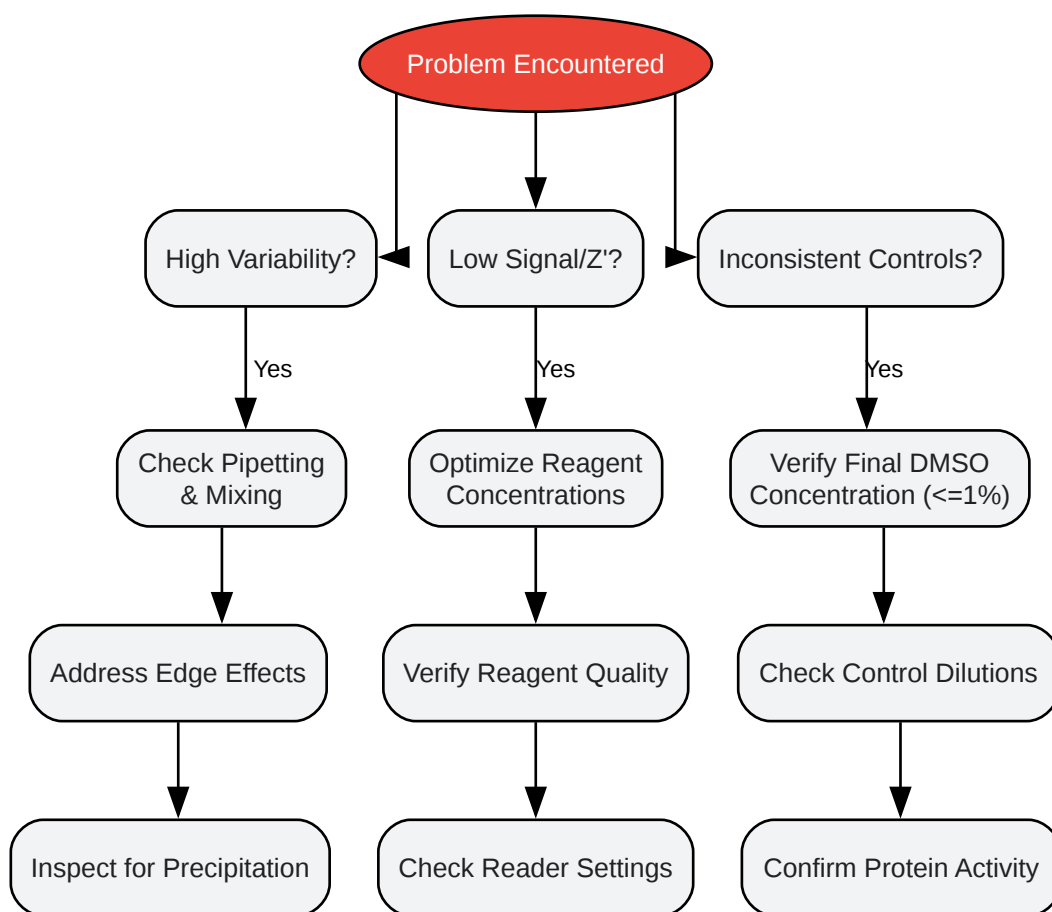 Problem Encountered
High Variability?
Low Signal/Z'?
Inconsistent Controls?
Yes
Yes
Yes
Check Pipetting
& Mixing
Optimize Reagent
Concentrations
Verify Final DMSO
Concentration (<=1%)
Address Edge Effects
Verify Reagent Quality
Check Control Dilutions
Inspect for Precipitation
Check Reader Settings
Confirm Protein Activity